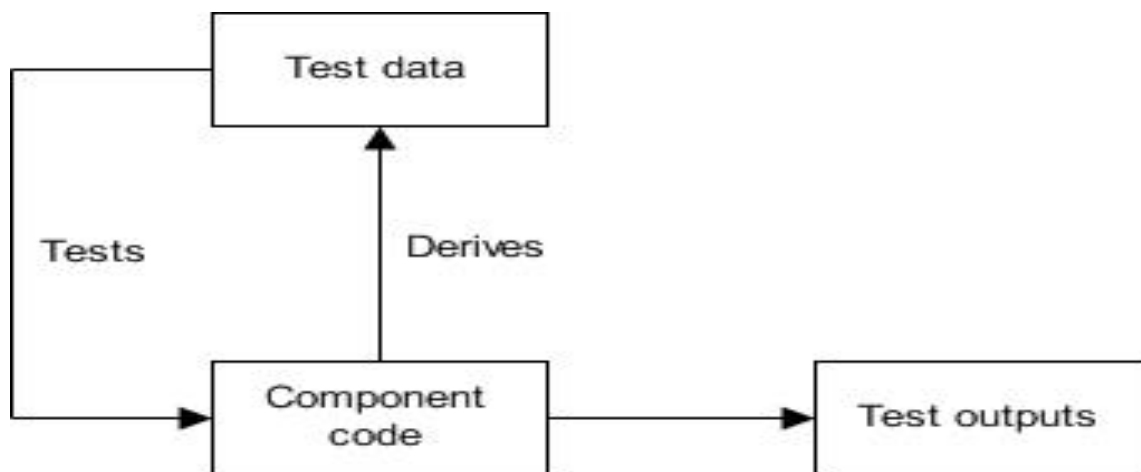 Test data
Tests
Derives
Component
code
Test outputs